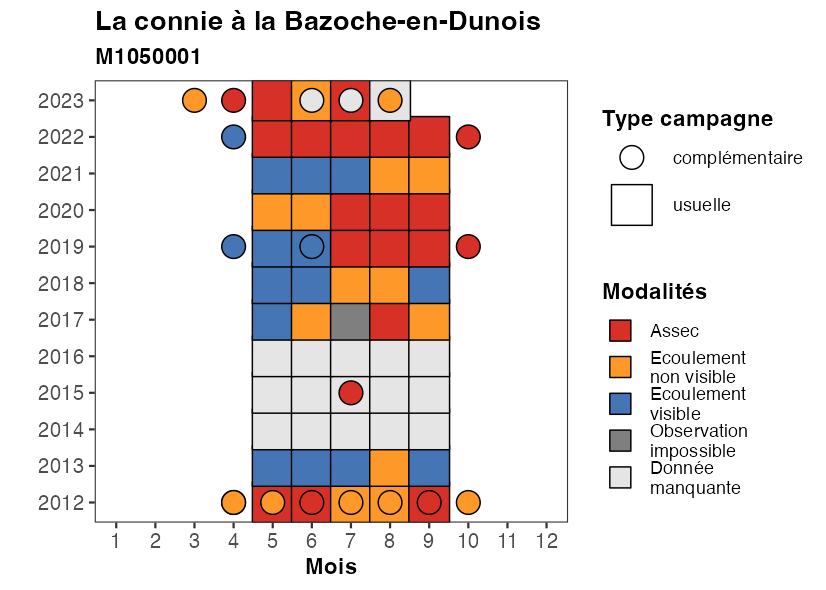 La connie à la Bazoche-en-Dunois
M1050001
2023
2022
2021
2020
2019
2018
2017
2016
2015
2014
2013
2012
1 2 3 4 5 6 7 8 9 10 11 12
Mois
Type campagne
complémentaire
usuelle
Modalités
Assec
Ecoulement
non visible
Ecoulement
visible
Observation
impossible
Donnée
manquante